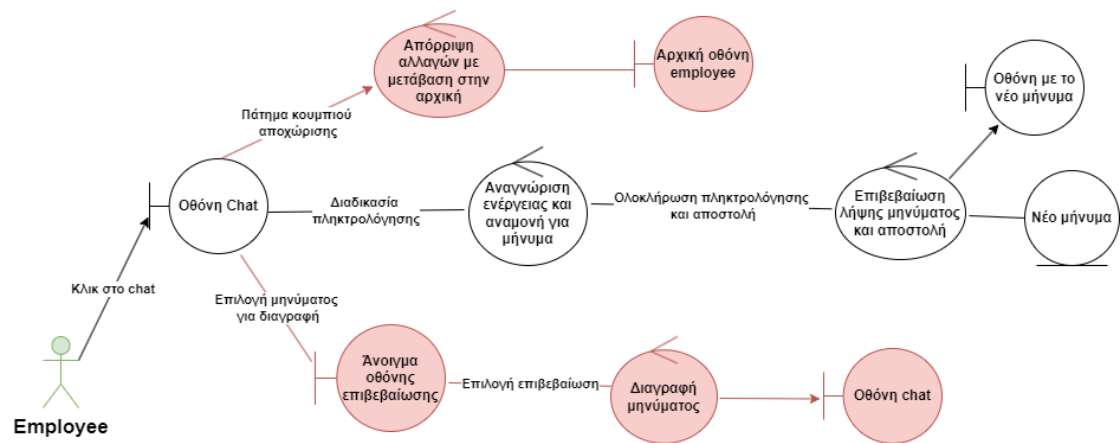 Απόρριψη
αλλαγών με
μετάβαση στην
αρχική
Αρχική οθόνη
employee
Οθόνη με το
νέο μήνυμα
Πάτημα κουμπιού
αποχώρισης
Οθόνη Chat
Διαδικασία
πληκτρολόγησης
Αναγνώριση
ενέργειας και
αναμονή για
μήνυμα
Ολοκλήρωση πληκτρολόγησης
και αποστολή
Επιβεβαίωση
λήψης μηνύματος
και αποστολή
Νέο μήνυμα
Κλικ στο chat
Επιλογή μηνύματος
για διαγραφή
Άνοιγμα
οθόνης
επιβεβαίωσης
Επιλογή επιβεβαίωση
Διαγραφή
μηνύματος
Οθόνη chat
Employee